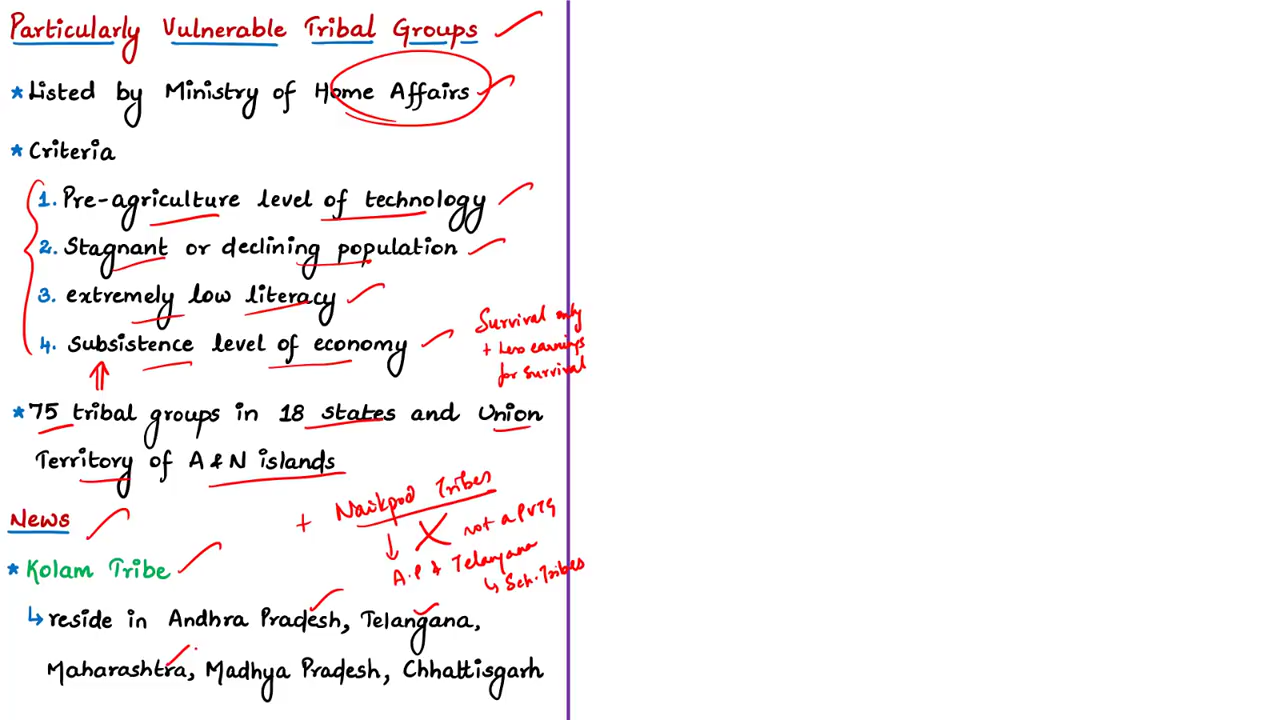 Particularly Vulnerable Tribal Groups
* Listed by Ministry of Home Affairs
* Criteria
1. Pre-agriculture level of technology
2. Stagnant or declining population
3. extremely low literacy
4. Subsistence level of economy
Survival only
+ Less earnings
for survival
* 75 tribal groups in 18 states and Union
Territory of A & N islands
+ Naikpod Tribes
not a PVTG
A.P & Telangana
↳ Sch. Tribes
News
* Kolam Tribe
↳ reside in Andhra Pradesh, Telangana,
Maharashtra, Madhya Pradesh, Chhattisgarh